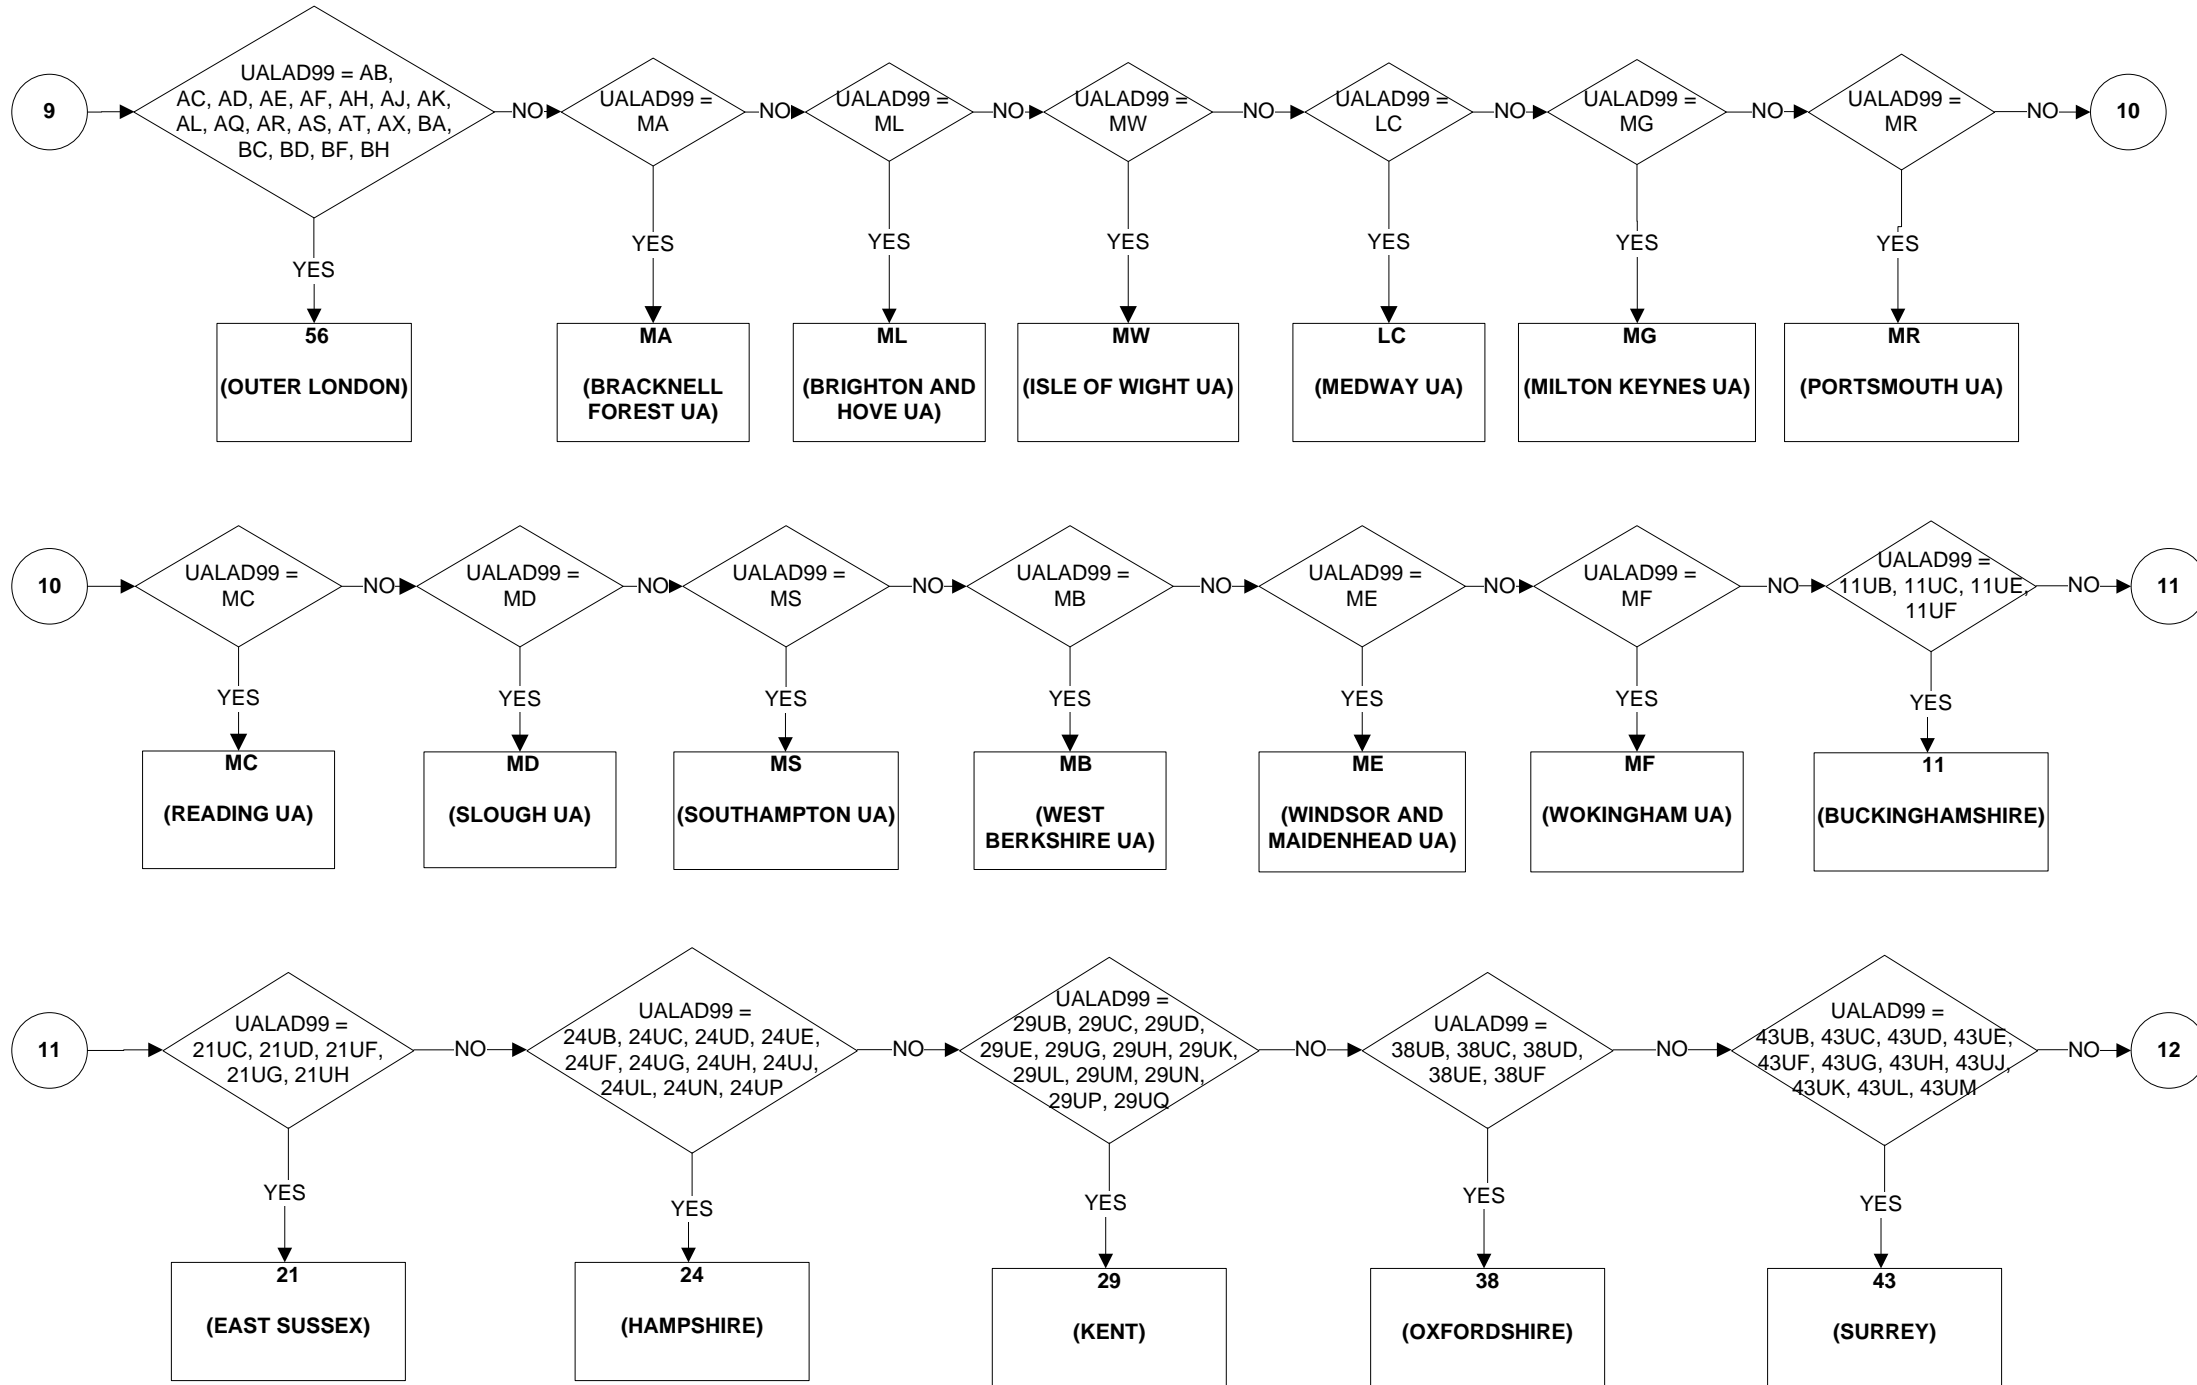 9
UALAD99 = AB,
AC, AD, AE, AF, AH, AJ, AK,
AL, AQ, AR, AS, AT, AX, BA,
BC, BD, BF, BH
NO
UALAD99 =
MA
NO
UALAD99 =
ML
NO
UALAD99 =
MW
NO
UALAD99 =
LC
NO
UALAD99 =
MG
NO
UALAD99 =
MR
NO
10
YES
YES
YES
YES
YES
YES
YES
56
(OUTER LONDON)
MA
(BRACKNELL
FOREST UA)
ML
(BRIGHTON AND
HOVE UA)
MW
(ISLE OF WIGHT UA)
LC
(MEDWAY UA)
MG
(MILTON KEYNES UA)
MR
(PORTSMOUTH UA)
10
UALAD99 =
MC
NO
UALAD99 =
MD
NO
UALAD99 =
MS
NO
UALAD99 =
MB
NO
UALAD99 =
ME
NO
UALAD99 =
MF
NO
UALAD99 =
11UB, 11UC, 11UE,
11UF
NO
11
YES
YES
YES
YES
YES
YES
YES
MC
(READING UA)
MD
(SLOUGH UA)
MS
(SOUTHAMPTON UA)
MB
(WEST
BERKSHIRE UA)
ME
(WINDSOR AND
MAIDENHEAD UA)
MF
(WOKINGHAM UA)
11
(BUCKINGHAMSHIRE)
11
UALAD99 =
21UC, 21UD, 21UF,
21UG, 21UH
NO
UALAD99 =
24UB, 24UC, 24UD, 24UE,
24UF, 24UG, 24UH, 24UJ,
24UL, 24UN, 24UP
NO
UALAD99 =
29UB, 29UC, 29UD,
29UE, 29UG, 29UH, 29UK,
29UL, 29UM, 29UN,
29UP, 29UQ
NO
UALAD99 =
38UB, 38UC, 38UD,
38UE, 38UF
NO
UALAD99 =
43UB, 43UC, 43UD, 43UE,
43UF, 43UG, 43UH, 43UJ,
43UK, 43UL, 43UM
NO
12
YES
YES
YES
YES
YES
21
(EAST SUSSEX)
24
(HAMPSHIRE)
29
(KENT)
38
(OXFORDSHIRE)
43
(SURREY)